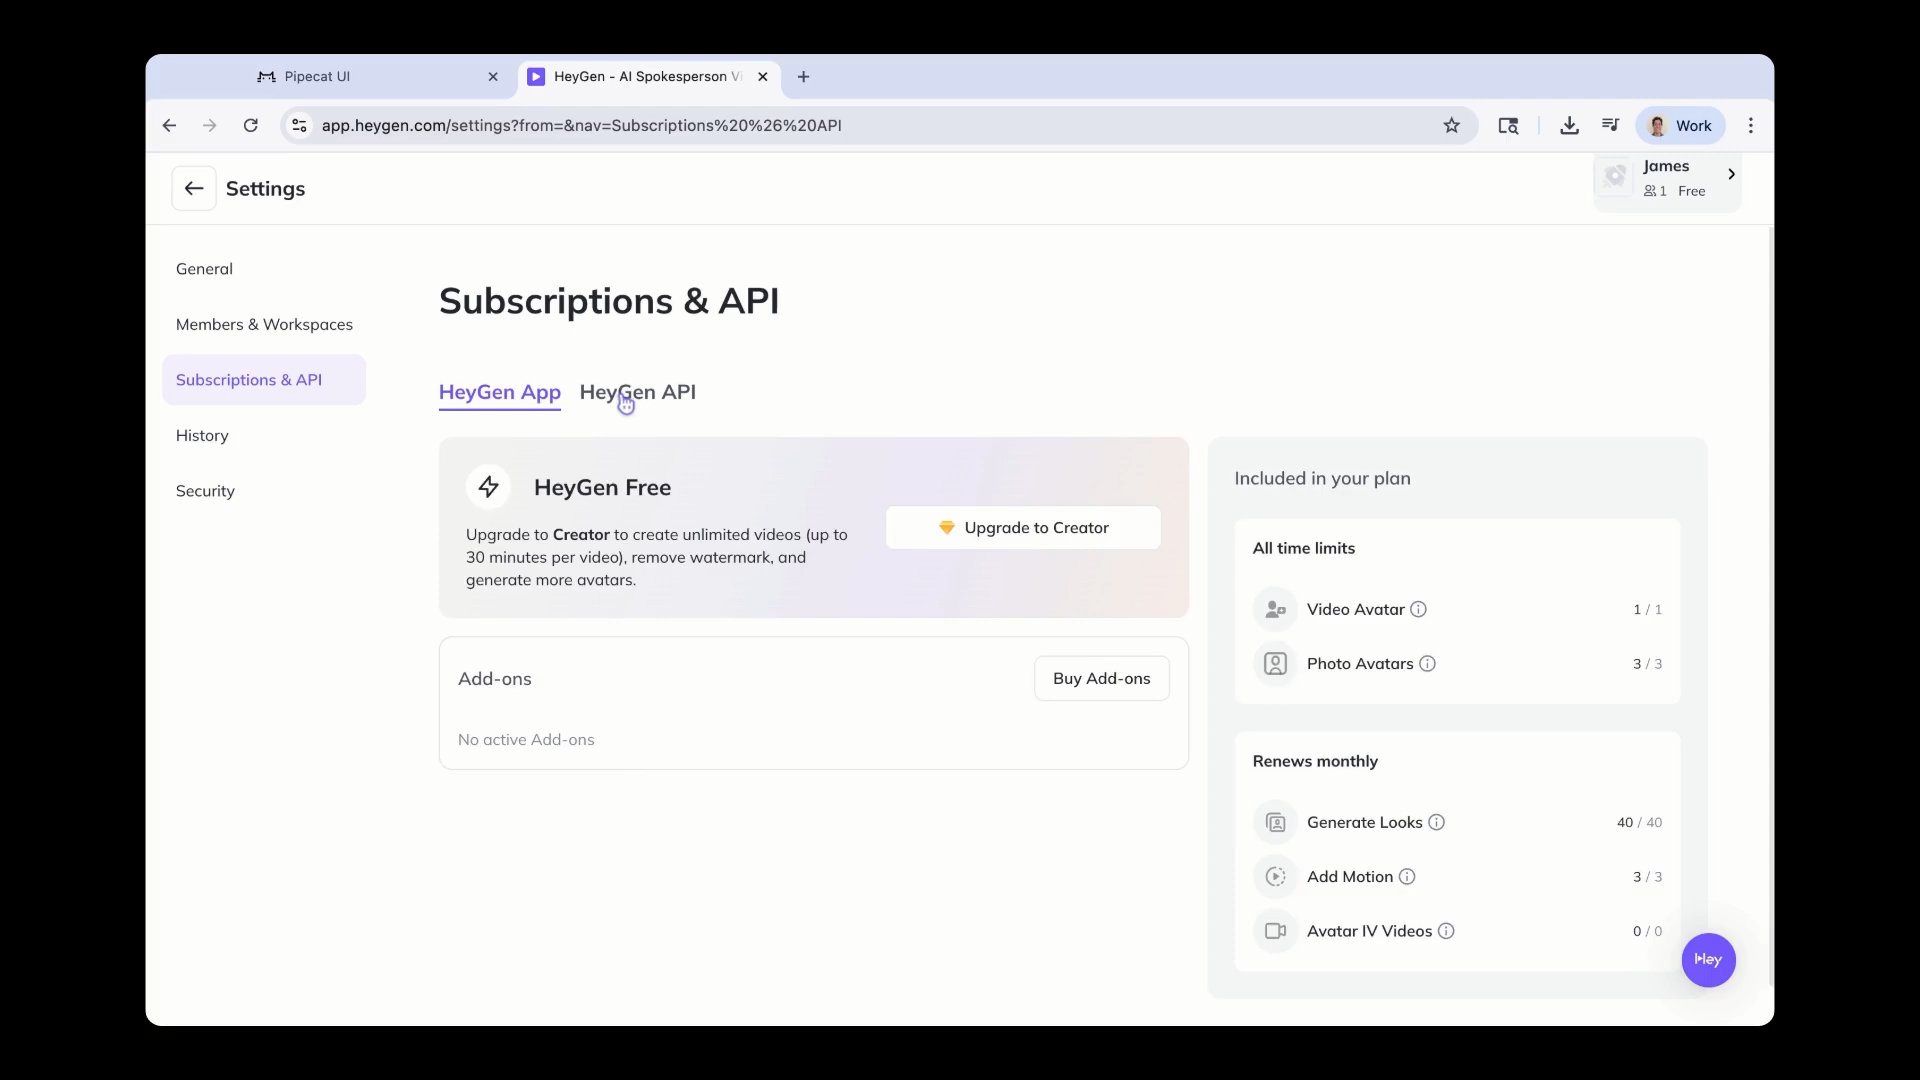 Pipecat UI
HeyGen - AI Spokesperson Vi
app.heygen.com/settings?from=&nav=Subscriptions%20%26%20API
Work
Settings
James
1 Free
General
Members & Workspaces
Subscriptions & API
History
Security
Subscriptions & API
HeyGen App
HeyGen API
HeyGen Free
Upgrade to Creator to create unlimited videos (up to
30 minutes per video), remove watermark, and
generate more avatars.
Upgrade to Creator
Add-ons
Buy Add-ons
No active Add-ons
Included in your plan
All time limits
Video Avatar
1 / 1
Photo Avatars
3 / 3
Renews monthly
Generate Looks
40 / 40
Add Motion
3 / 3
Avatar IV Videos
0 / 0
Hey